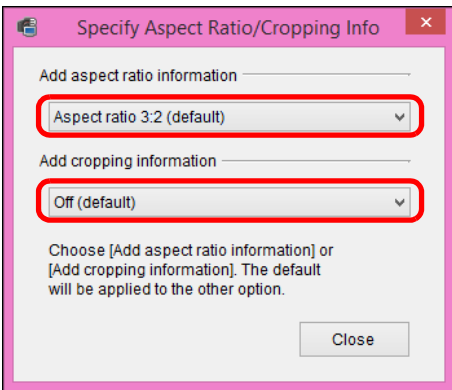 Specify Aspect Ratio/Cropping Info
Add aspect ratio information
Aspect ratio 3:2 (default)
Add cropping information
Off (default)
Choose [Add aspect ratio information] or
[Add cropping information]. The default
will be applied to the other option.
Close